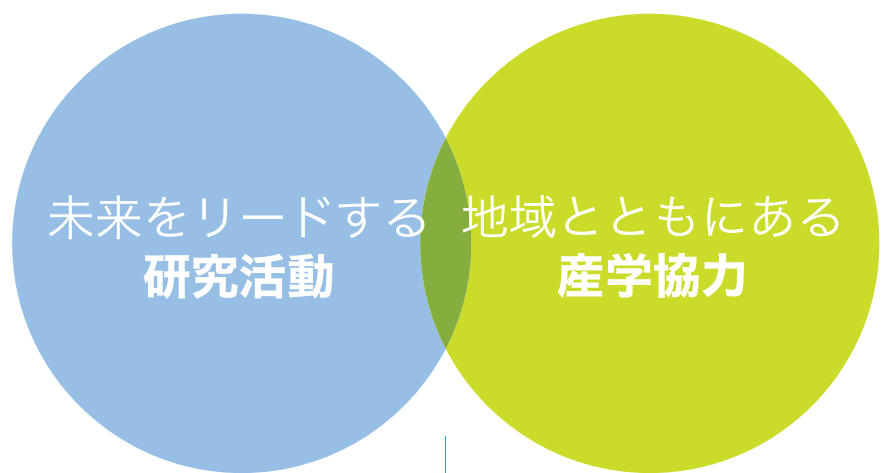 未来をリードする
研究活動
地域とともにある
産学協力